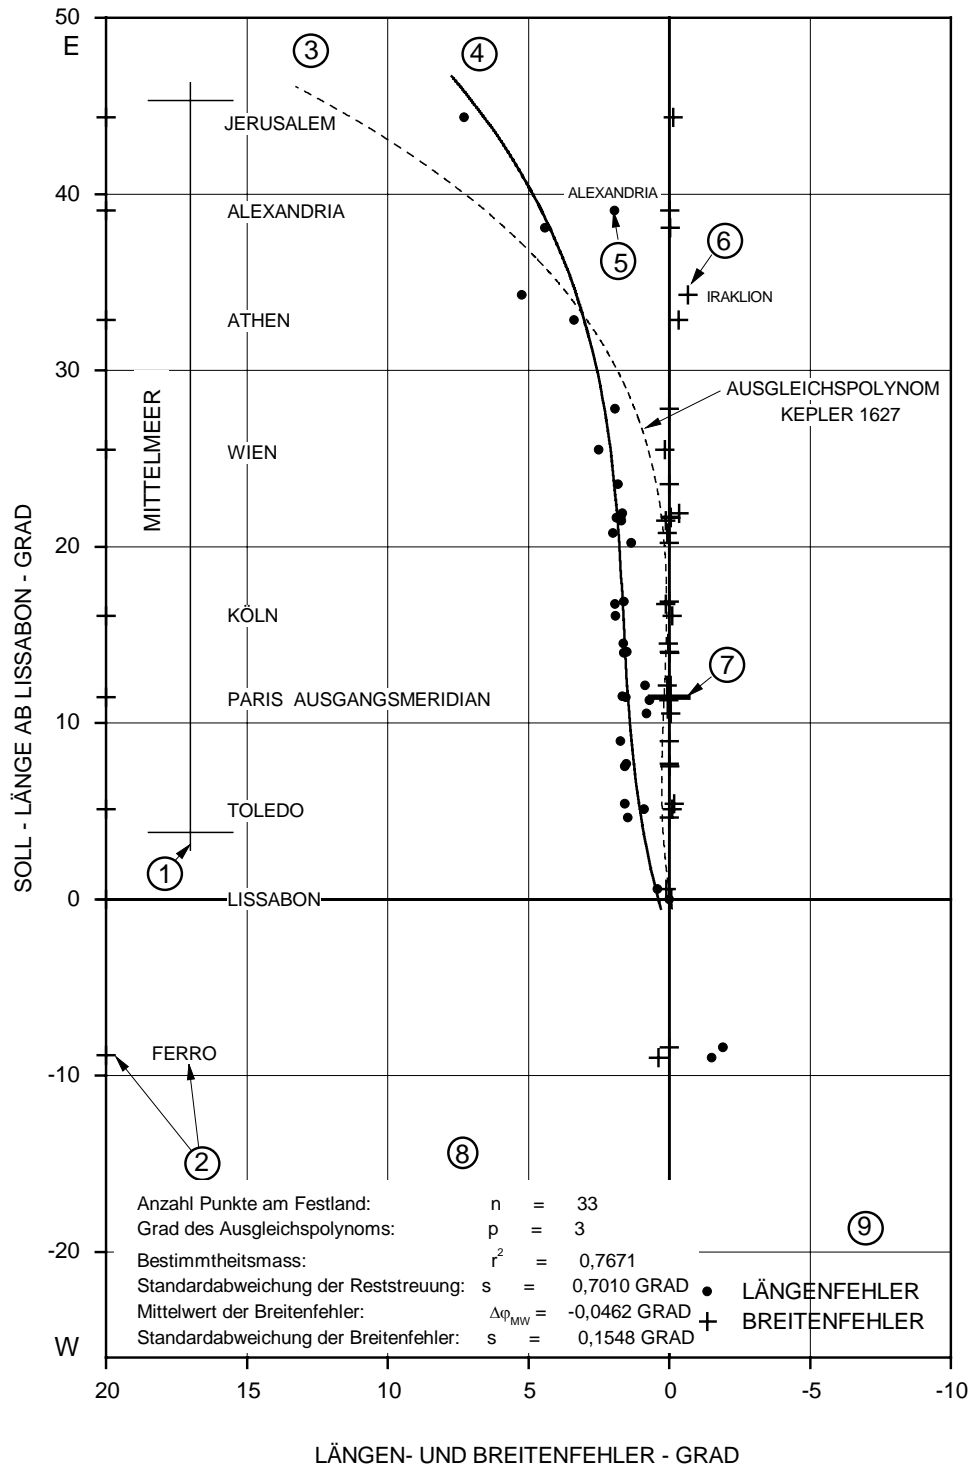 50
E
3
4
JERUSALEM
40
ALEXANDRIA
ALEXANDRIA
5
6
IRAKLION
ATHEN
30
AUSGLEICHSPOLYNOM
KEPLER 1627
MITTELMEER
WIEN
20
KÖLN
7
PARIS AUSGANGSMERIDIAN
10
TOLEDO
1
0
LISSABON
SOLL - LÄNGE AB LISSABON - GRAD
FERRO
-10
2
8
9
Anzahl Punkte am Festland: n = 33
Grad des Ausgleichspolynoms: p = 3
Bestimmtheitsmass: r² = 0,7671
Standardabweichung der Reststreuung: s = 0,7010 GRAD
Mittelwert der Breitenfehler: ΔφMW = -0,0462 GRAD
Standardabweichung der Breitenfehler: s = 0,1548 GRAD
-20
LÄNGENFEHLER
BREITENFEHLER
W
20 15 10 5 0 -5 -10
LÄNGEN- UND BREITENFEHLER - GRAD